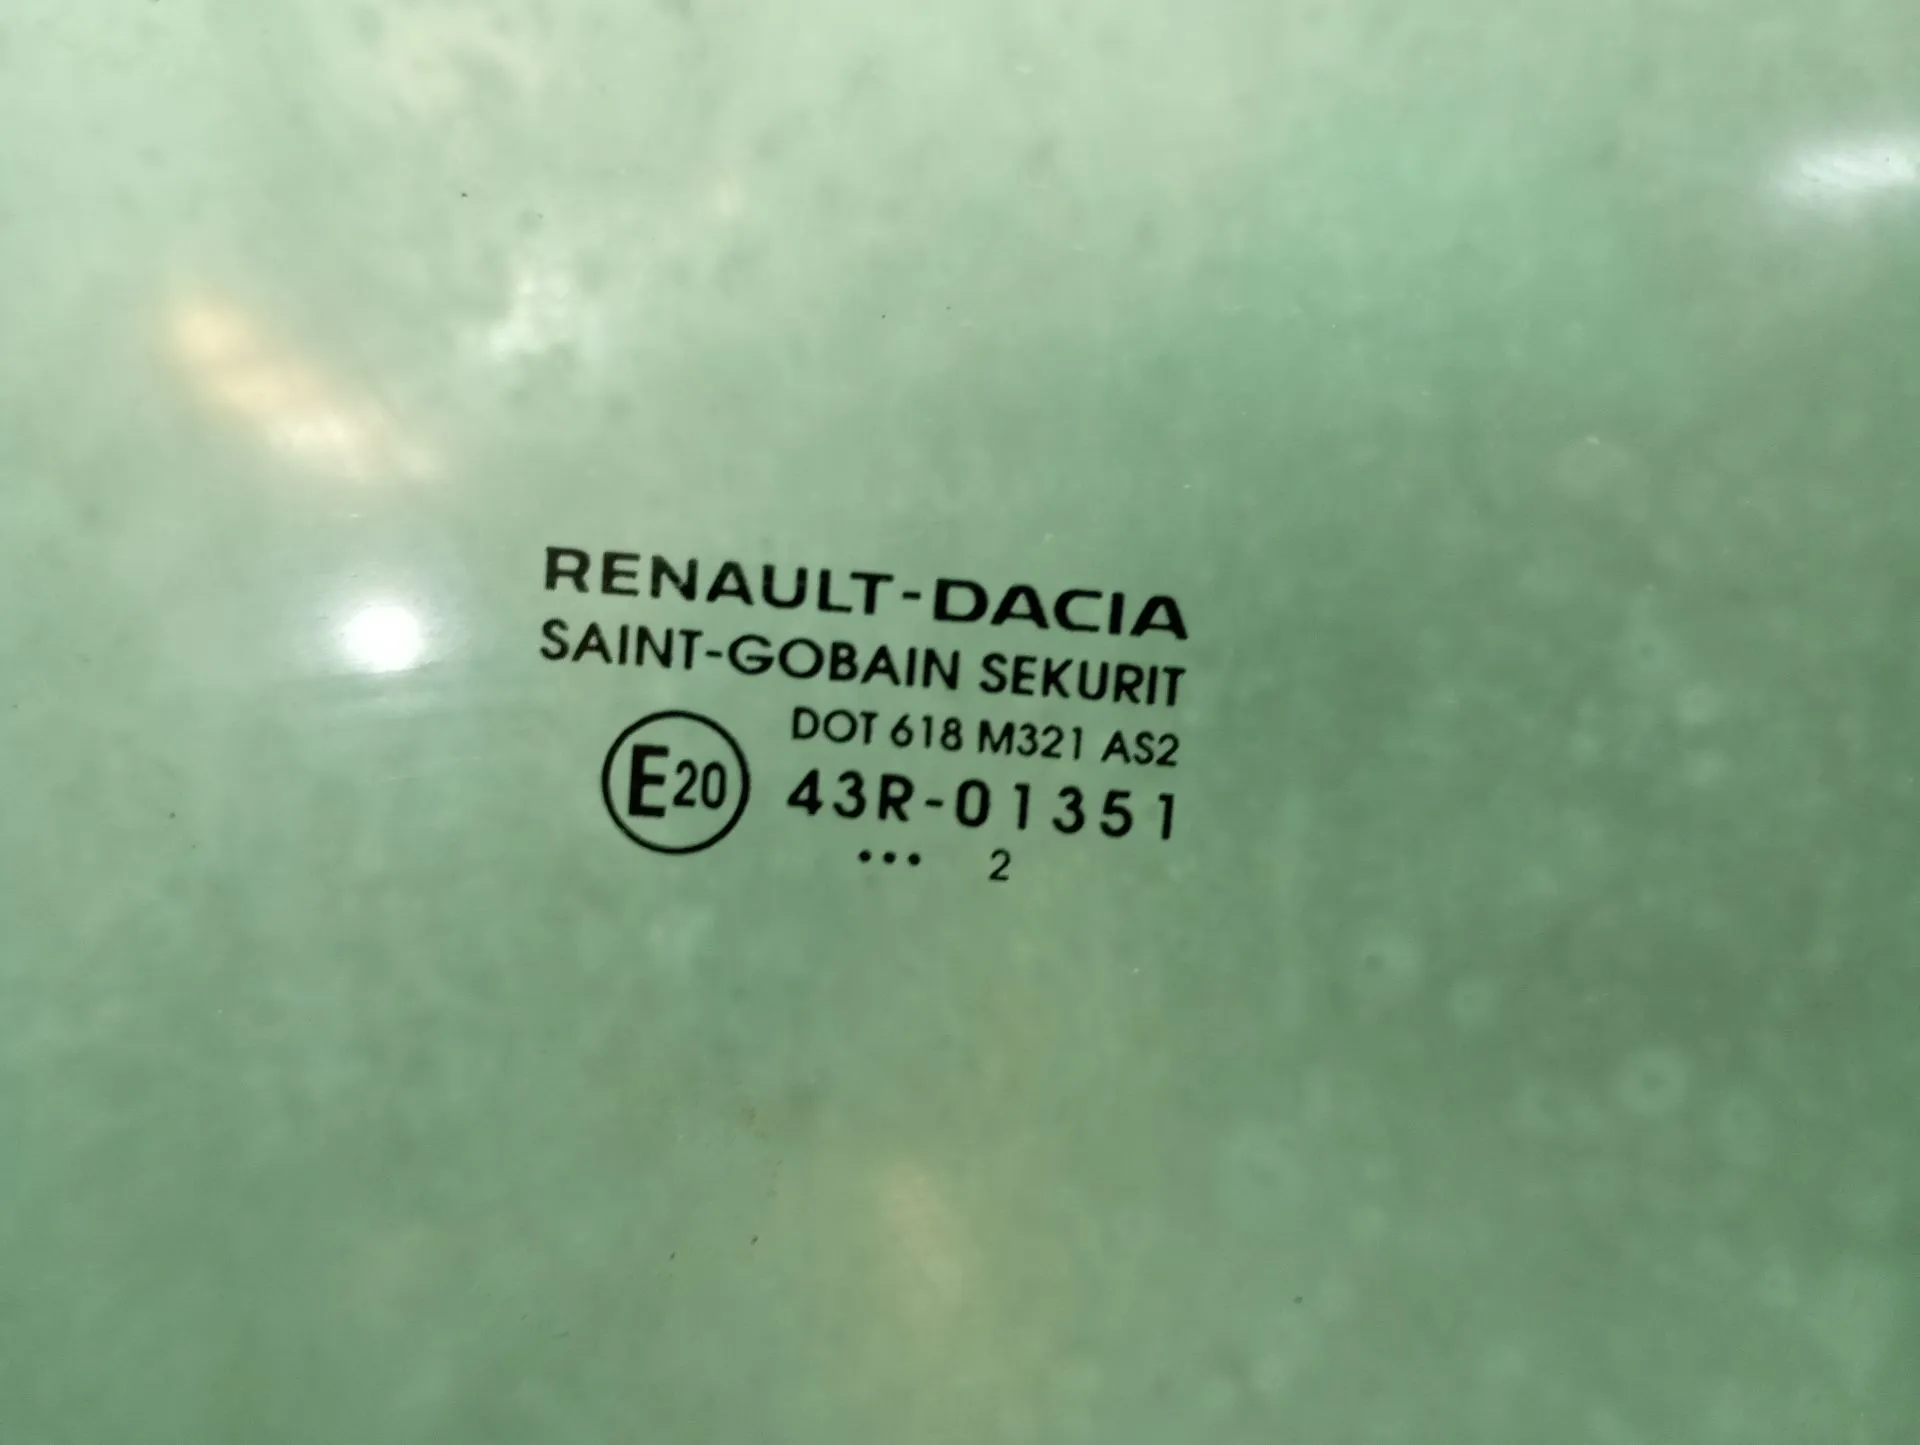 RENAULT-DACIA
SAINT-GOBAIN SEKURIT
DOT 618 M321 AS2
E20 43R-01351
••• 2